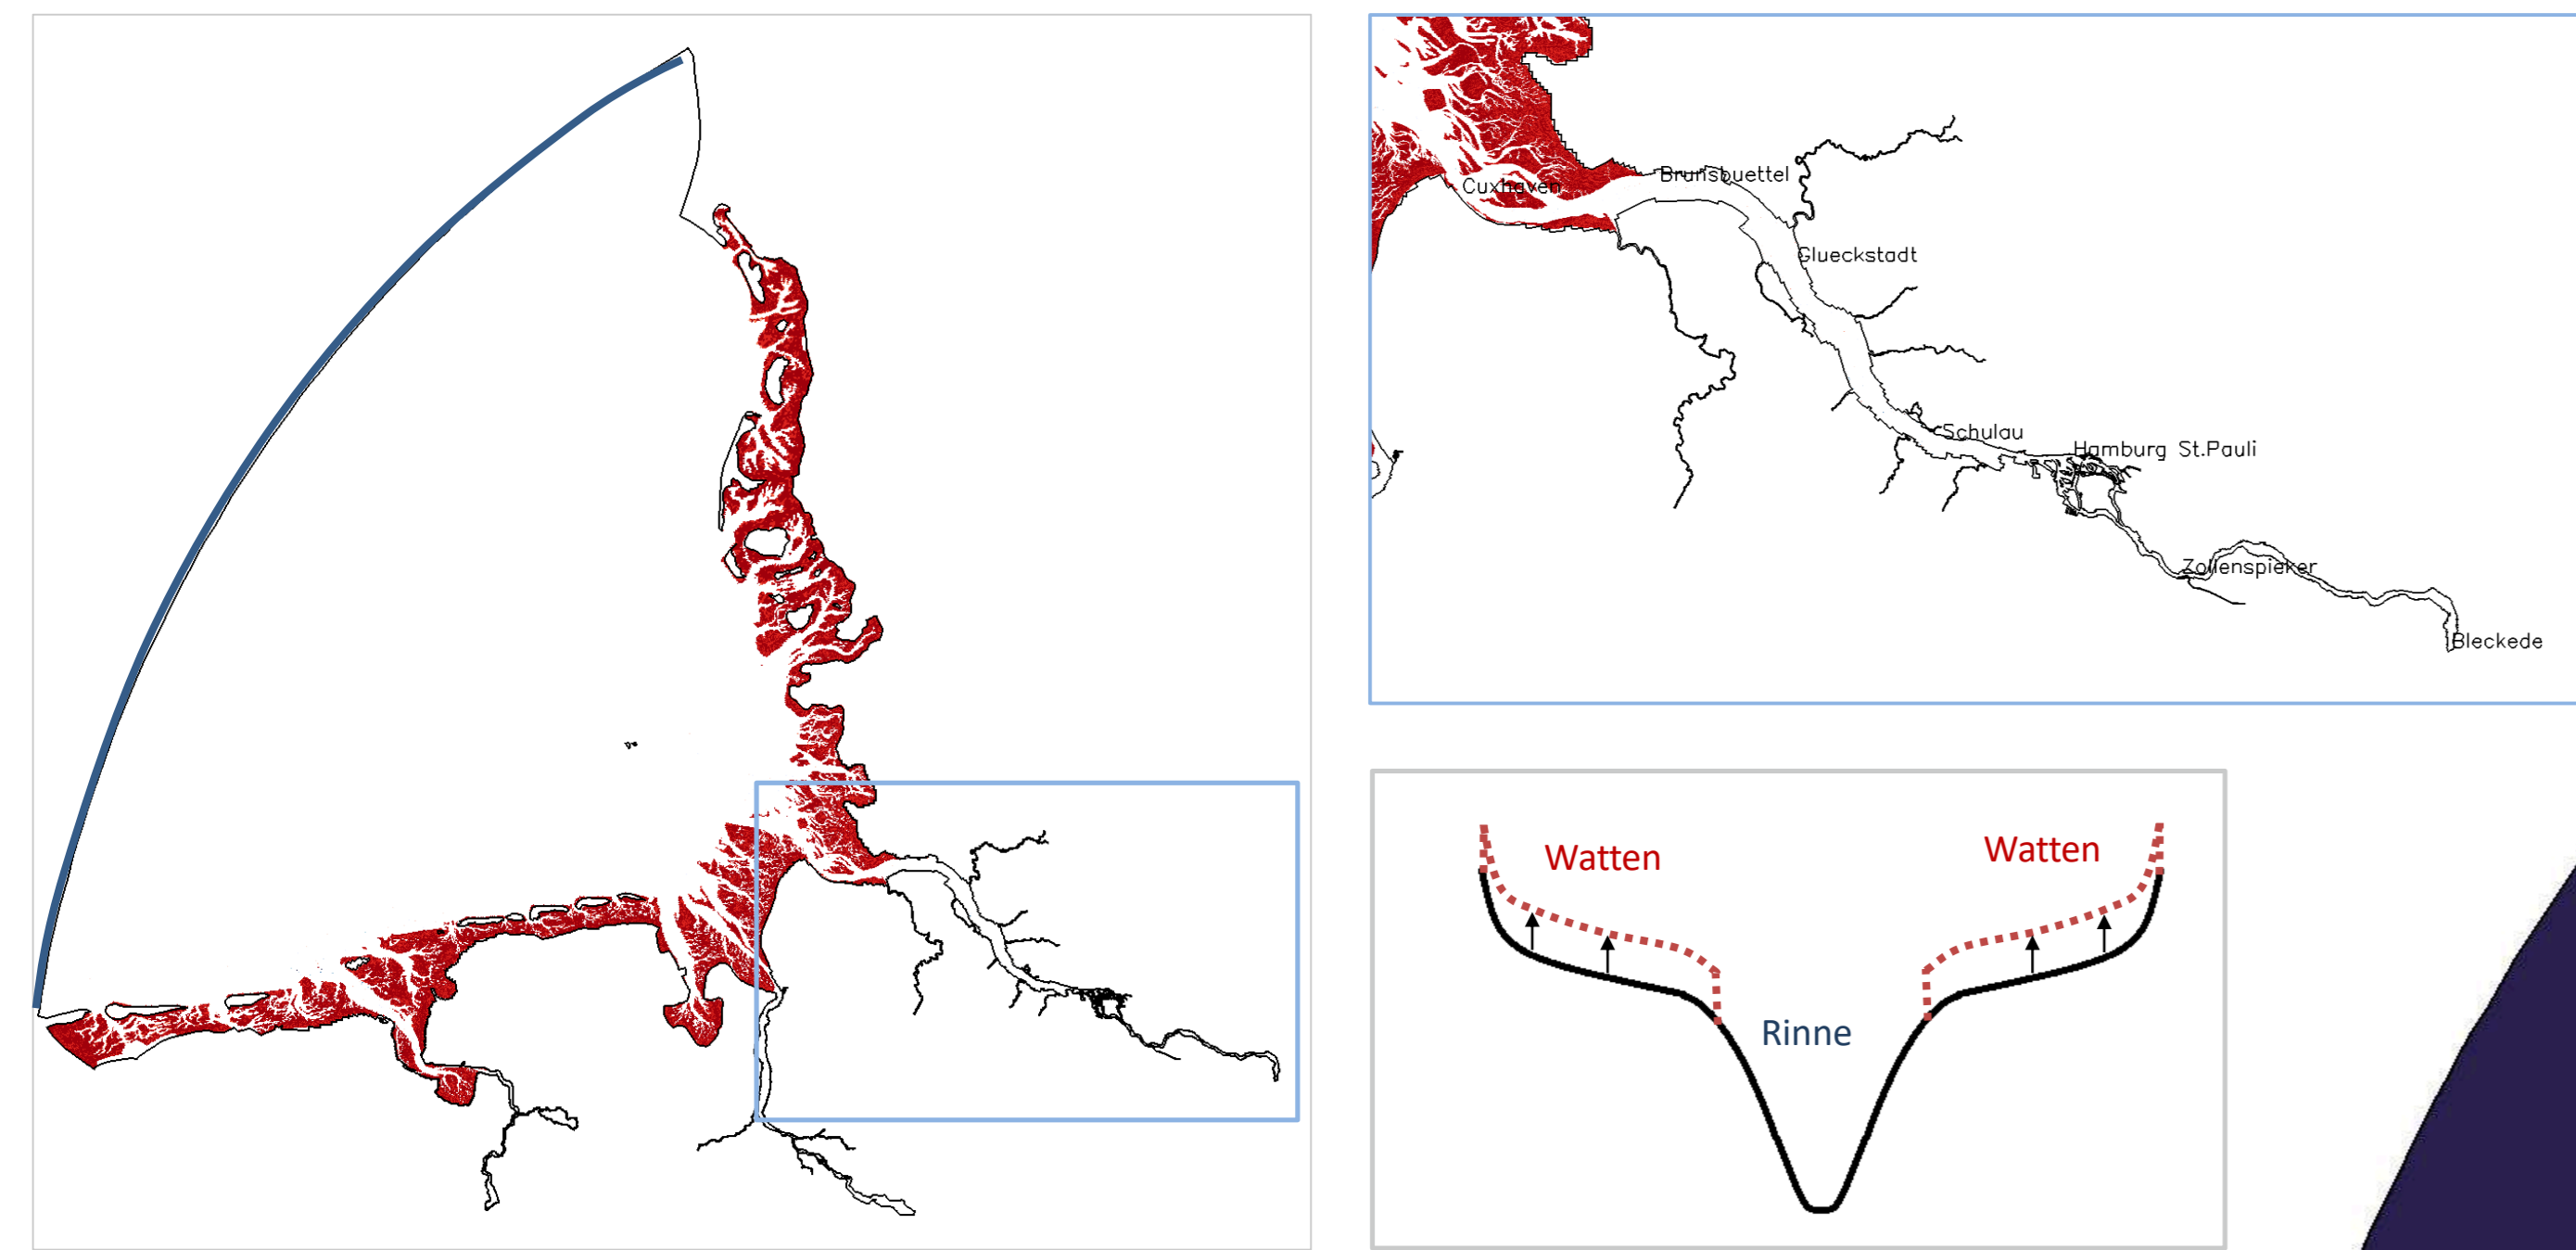 Cuxhaven
Brunsbuettel
Glueckstadt
Schulau
Hamburg St.Pauli
Zollenspieker
Bleckede
Watten
Watten
Rinne